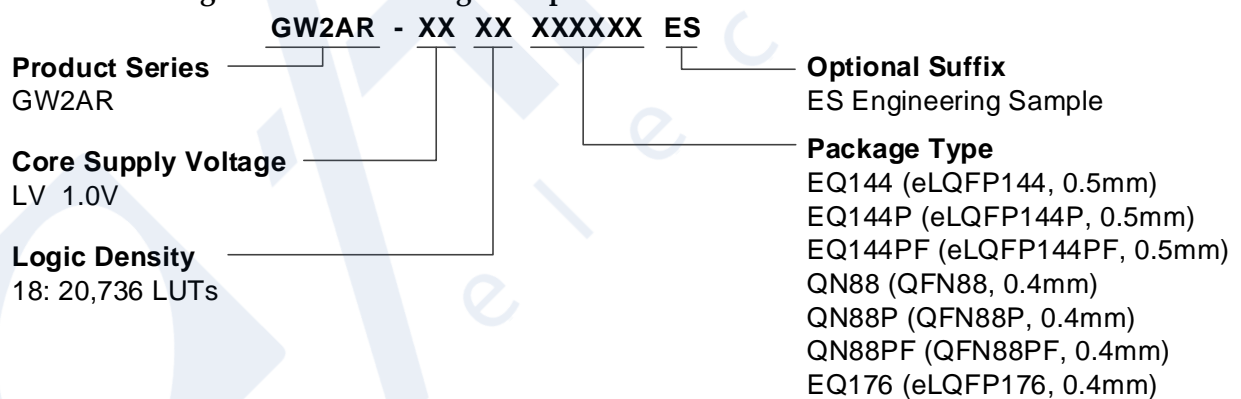 GW2AR - XX XX XXXXXX ES
Product Series
GW2AR
Core Supply Voltage
LV 1.0V
Logic Density
18: 20,736 LUTs
Optional Suffix
ES Engineering Sample
Package Type
EQ144 (eLQFP144, 0.5mm)
EQ144P (eLQFP144P, 0.5mm)
EQ144PF (eLQFP144PF, 0.5mm)
QN88 (QFN88, 0.4mm)
QN88P (QFN88P, 0.4mm)
QN88PF (QFN88PF, 0.4mm)
EQ176 (eLQFP176, 0.4mm)
elec